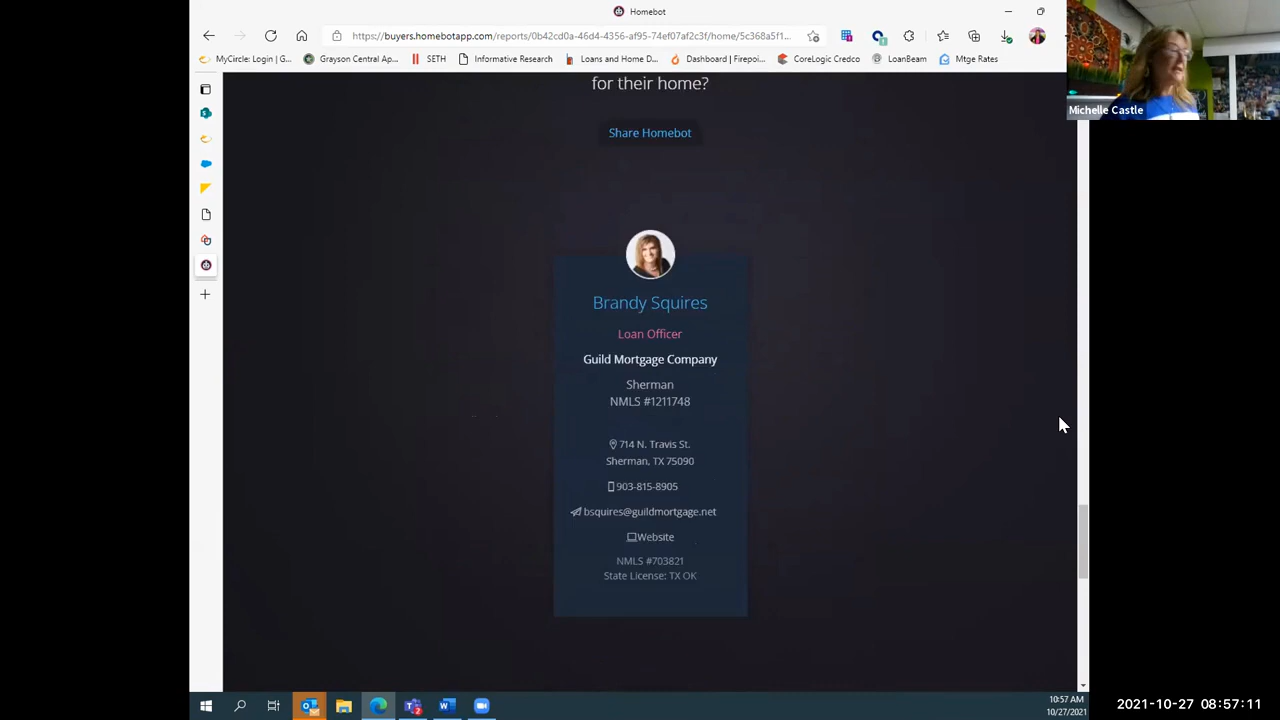 Homebot
https://buyers.homebotapp.com/reports/0b42cd0a-46d4-4356-af95-74ef07af2c3f/home/5c368a5f1...
MyCircle: Login | G...
Grayson Central Ap...
SETH
Informative Research
Loans and Home D...
Dashboard | Firepoi...
CoreLogic Credco
LoanBeam
Mtge Rates
Michelle Castle
for their home?
Share Homebot
Brandy Squires
Loan Officer
Guild Mortgage Company
Sherman
NMLS #1211748
714 N. Travis St.
Sherman, TX 75090
903-815-8905
bsquires@guildmortgage.net
Website
NMLS #703821
State License: TX OK
10:57 AM
10/27/2021
2021-10-27 08:57:11